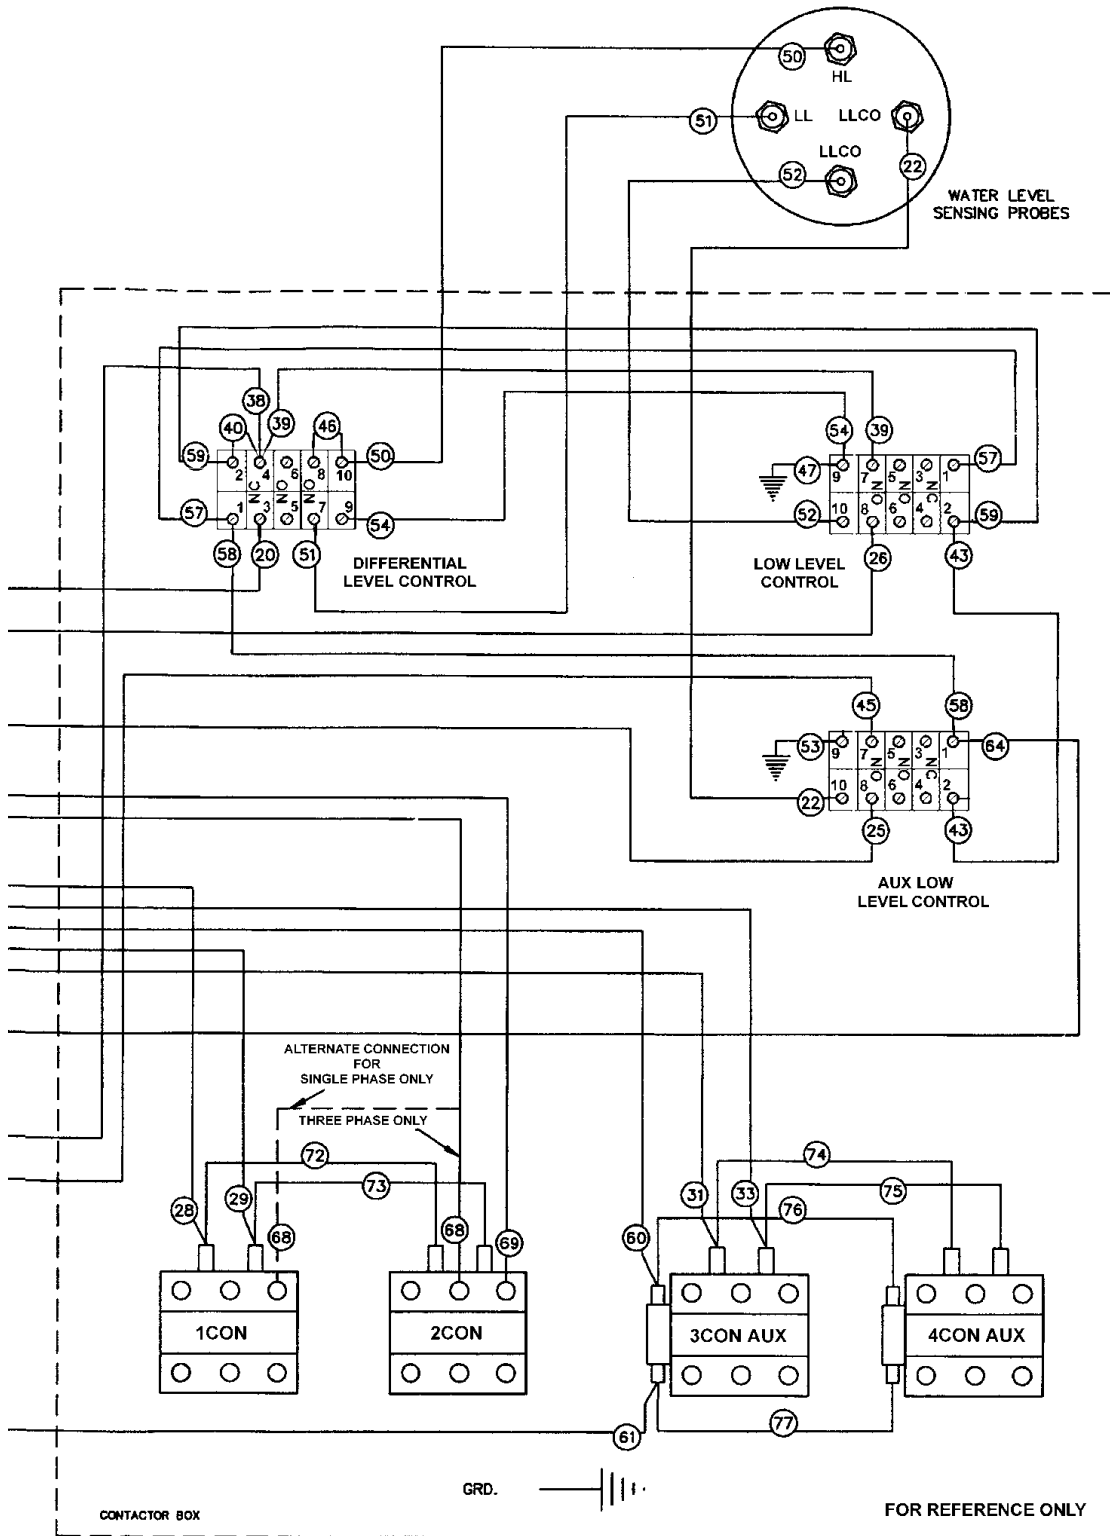 50
HL
51
LL
LLCO
LLCO
52
22
WATER LEVEL
SENSING PROBES
38
40
39
46
59
50
2
4
6
8
10
NC
NO
NO
1
3
5
7
9
57
54
58
20
51
DIFFERENTIAL
LEVEL CONTROL
54
39
47
57
9
7
5
3
1
NO
NO
NC
10
8
6
4
2
52
59
26
43
LOW LEVEL
CONTROL
45
58
53
64
9
7
5
3
1
NO
NO
NC
10
8
6
4
2
22
25
43
AUX LOW
LEVEL CONTROL
ALTERNATE CONNECTION
FOR
SINGLE PHASE ONLY
THREE PHASE ONLY
72
73
74
75
76
28
29
68
68
69
60
31
33
1CON
2CON
3CON AUX
4CON AUX
61
77
GRD.
CONTACTOR BOX
FOR REFERENCE ONLY